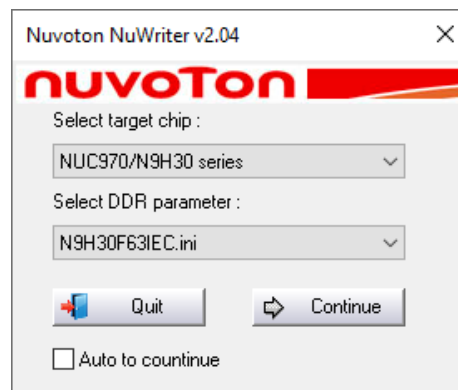 Nuvoton NuWriter v2.04
nuvoTon
Select target chip :
NUC970/N9H30 series
Select DDR parameter :
N9H30F63IEC.ini
Quit
Continue
Auto to countinue